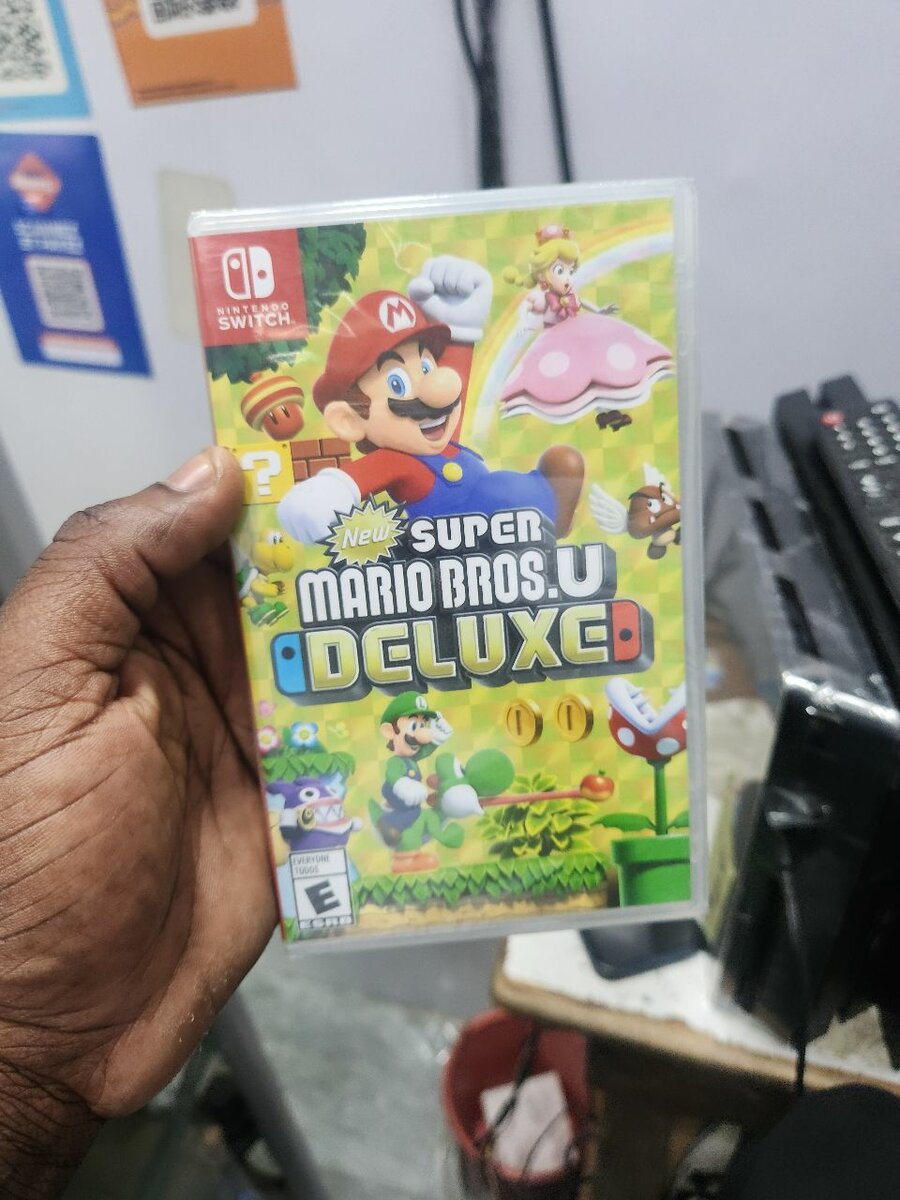 NINTENDO
SWITCH
M
?
New SUPER
MARIO BROS. U
DELUXE
L
EVERYONE
TODOS
E
ESRB